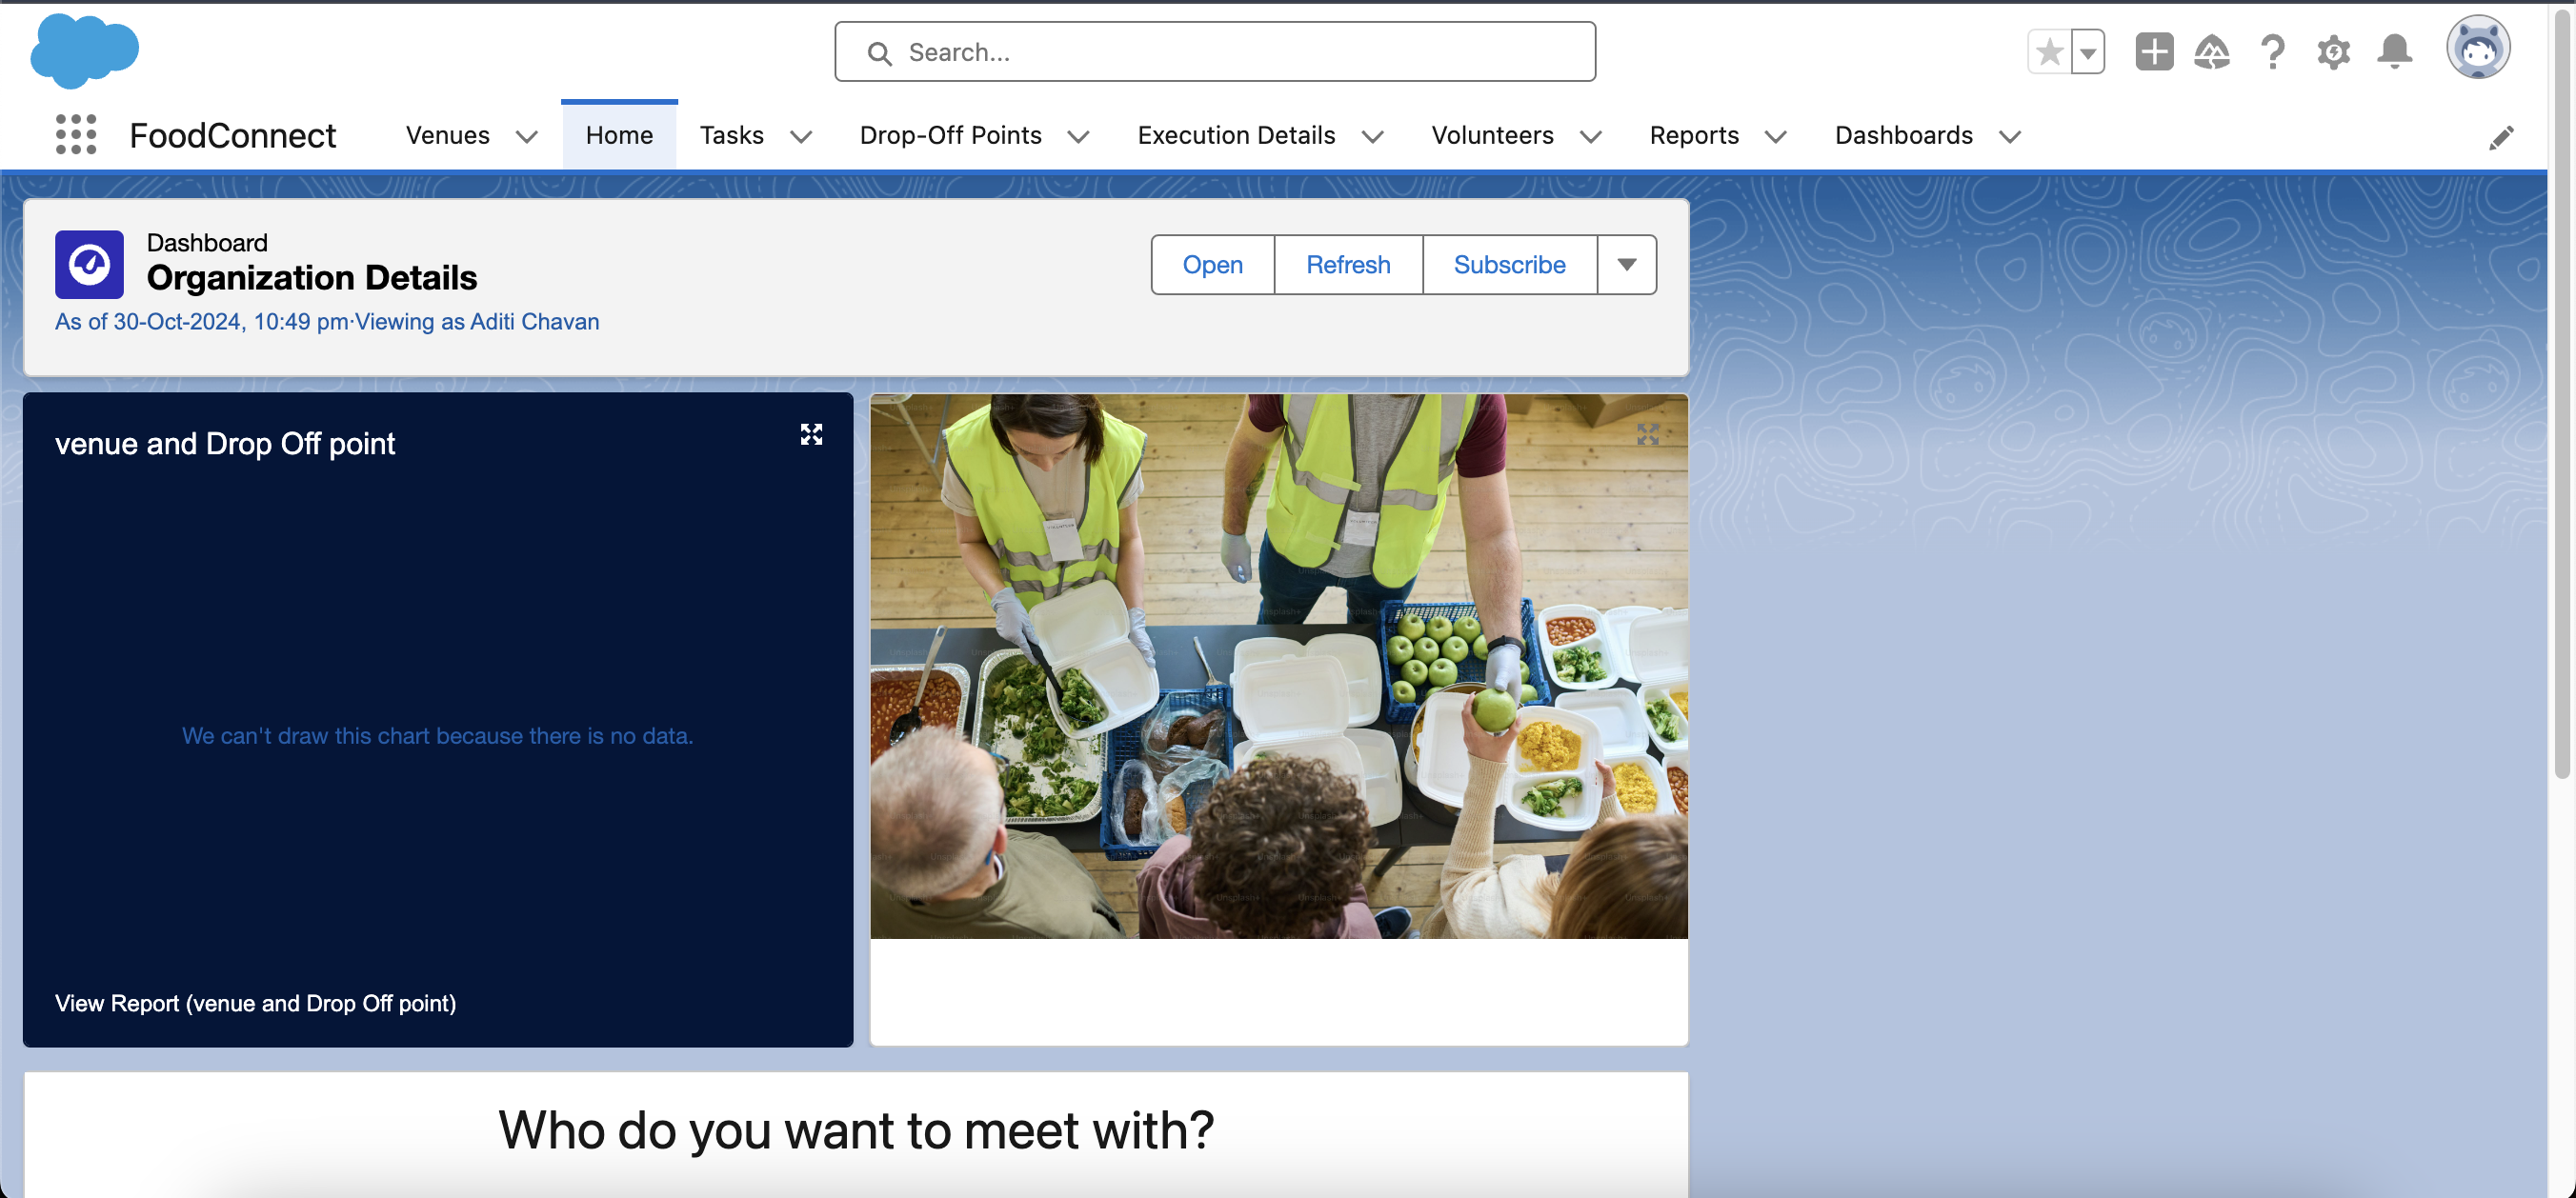 Search...
FoodConnect
Venues
Home
Tasks
Drop-Off Points
Execution Details
Volunteers
Reports
Dashboards
Dashboard
Organization Details
As of 30-Oct-2024, 10:49 pm·Viewing as Aditi Chavan
Open
Refresh
Subscribe
venue and Drop Off point
We can't draw this chart because there is no data.
View Report (venue and Drop Off point)
Who do you want to meet with?